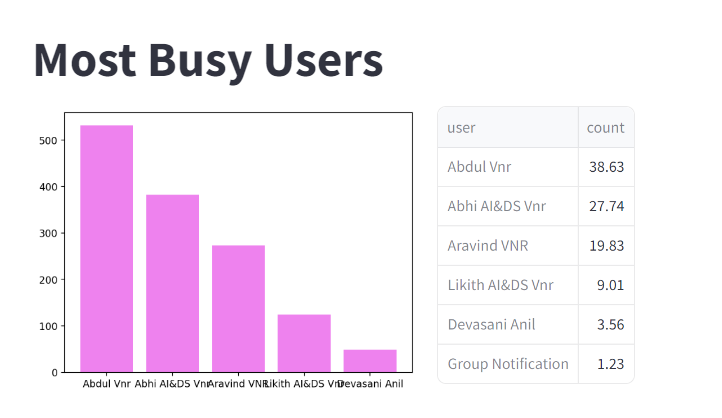 Most Busy Users
500
400
300
200
100
0
Abdul Vnr Abhi AI&DS Vnr Aravind VNR Likith AI&DS Vnr Devasani Anil
user count
Abdul Vnr 38.63
Abhi AI&DS Vnr 27.74
Aravind VNR 19.83
Likith AI&DS Vnr 9.01
Devasani Anil 3.56
Group Notification 1.23